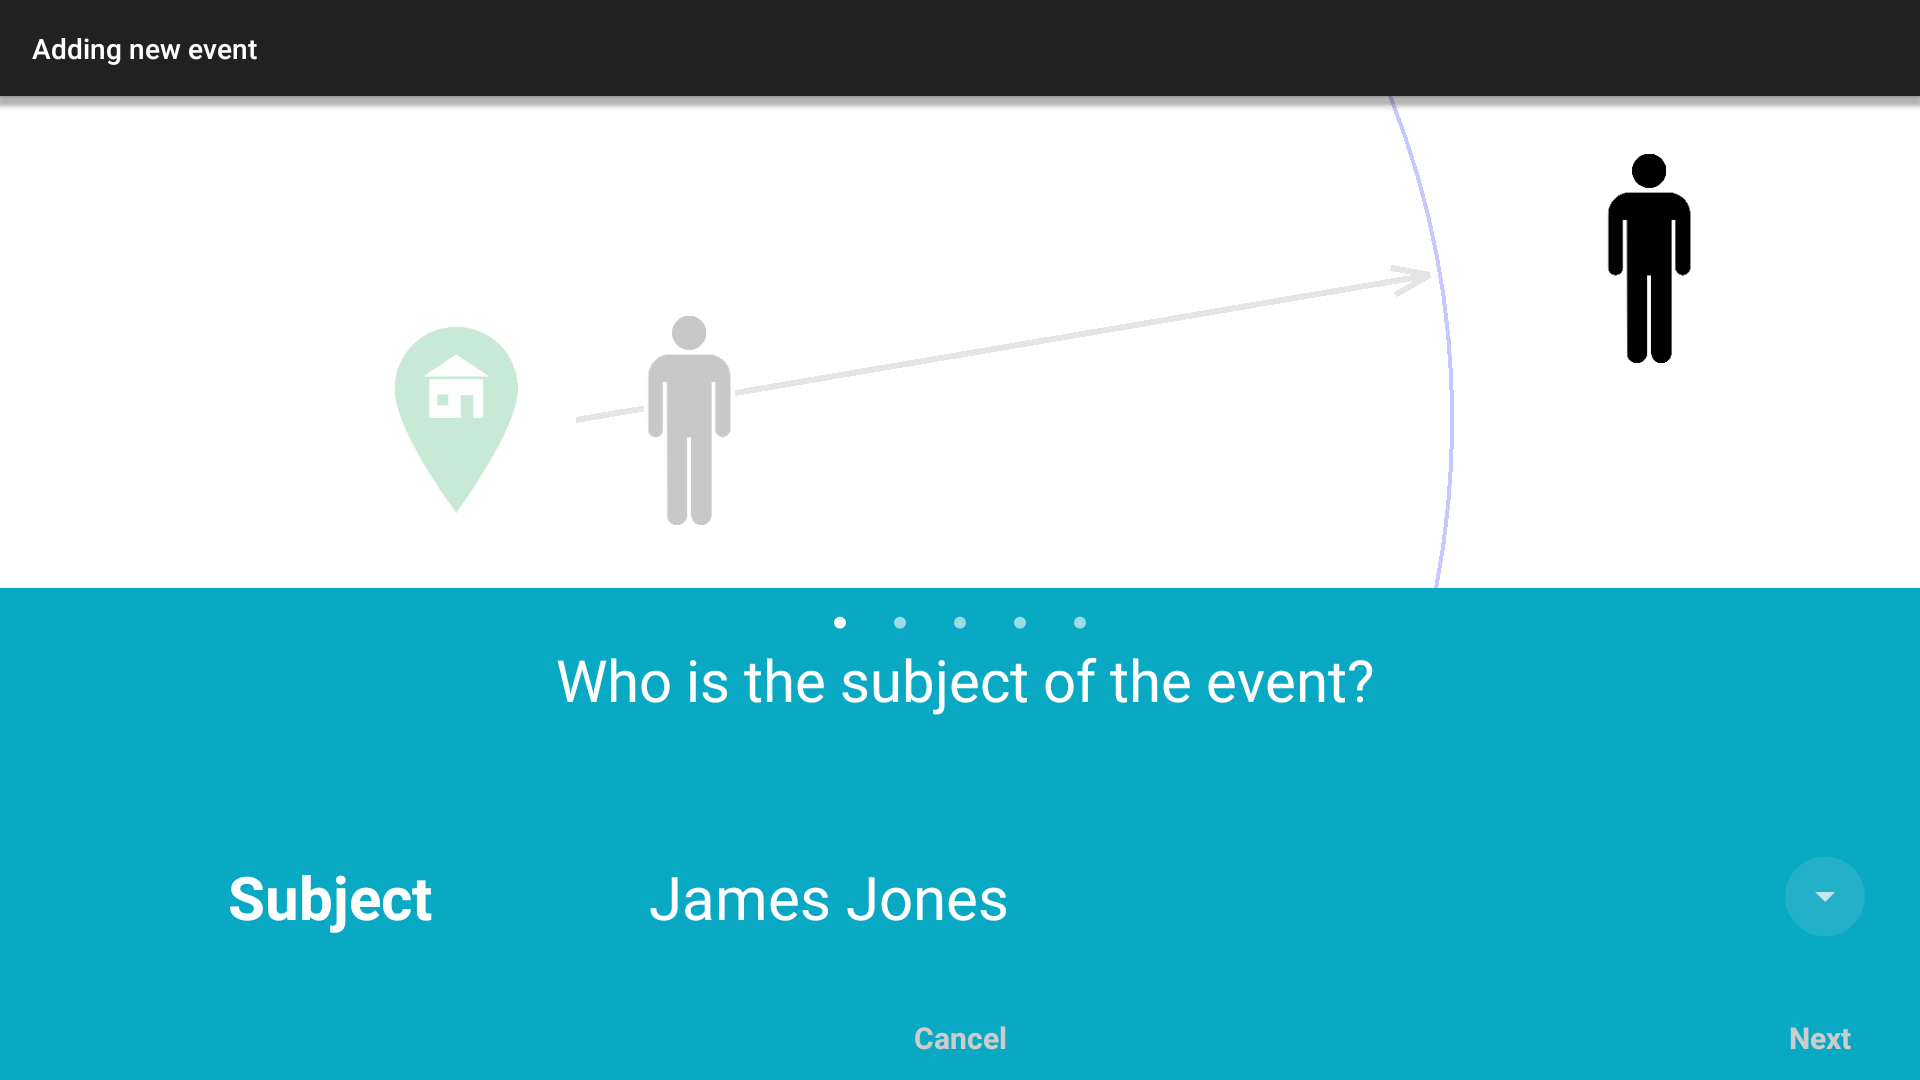 Adding new event
Who is the subject of the event?
Subject James Jones
Cancel Next